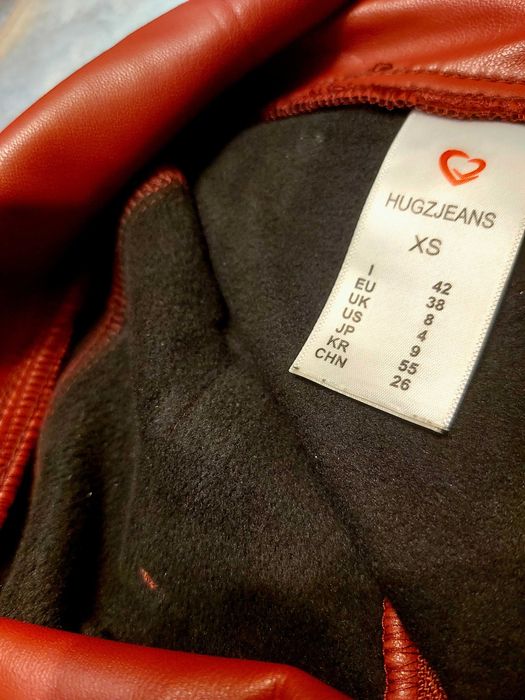 HUGZJEANS
XS
I 42
EU 38
UK 8
US 4
JP 9
KR 55
CHN 26